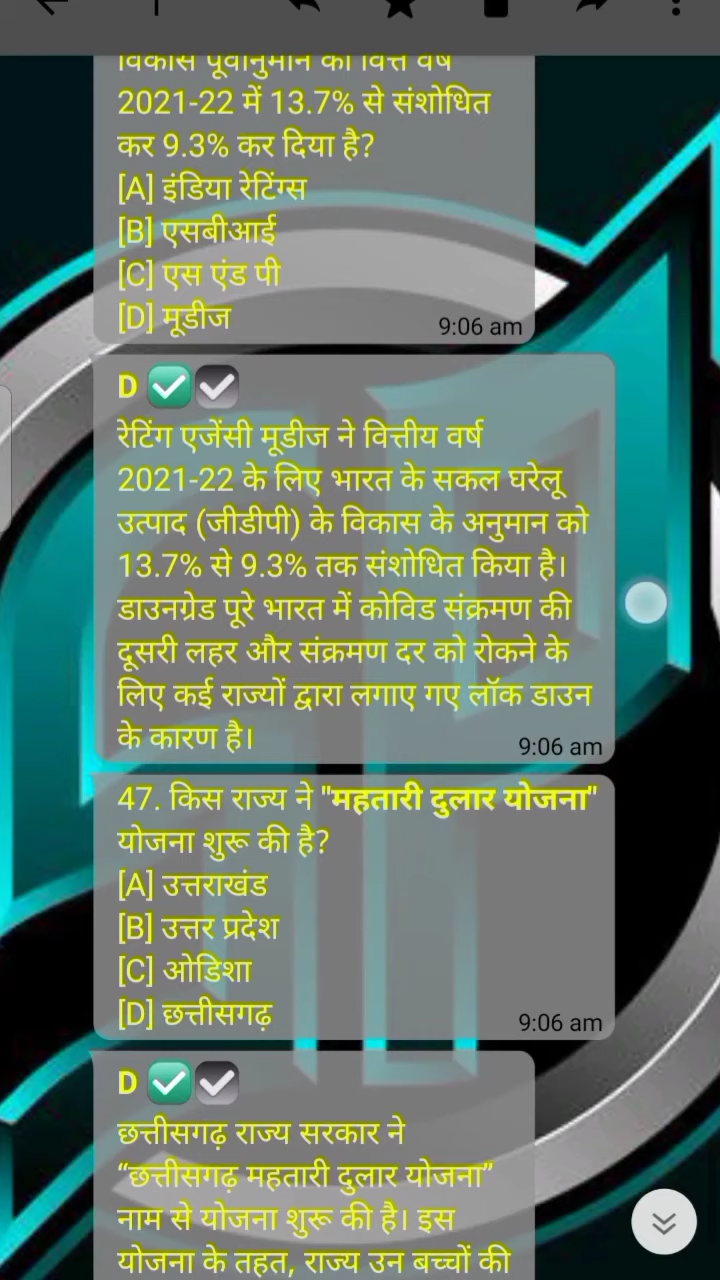 विकास पूर्वानुमान को वित्त वर्ष
2021-22 में 13.7% से संशोधित
कर 9.3% कर दिया है?
[A] इंडिया रेटिंग्स
[B] एसबीआई
[C] एस एंड पी
[D] मूडीज
9:06 am
D ✅✔
रेटिंग एजेंसी मूडीज ने वित्तीय वर्ष
2021-22 के लिए भारत के सकल घरेलू
उत्पाद (जीडीपी) के विकास के अनुमान को
13.7% से 9.3% तक संशोधित किया है।
डाउनग्रेड पूरे भारत में कोविड संक्रमण की
दूसरी लहर और संक्रमण दर को रोकने के
लिए कई राज्यों द्वारा लगाए गए लॉक डाउन
के कारण है।
9:06 am
47. किस राज्य ने "महतारी दुलार योजना"
योजना शुरू की है?
[A] उत्तराखंड
[B] उत्तर प्रदेश
[C] ओडिशा
[D] छत्तीसगढ़
9:06 am
D ✅✔
छत्तीसगढ़ राज्य सरकार ने
“छत्तीसगढ़ महतारी दुलार योजना”
नाम से योजना शुरू की है। इस
योजना के तहत, राज्य उन बच्चों की